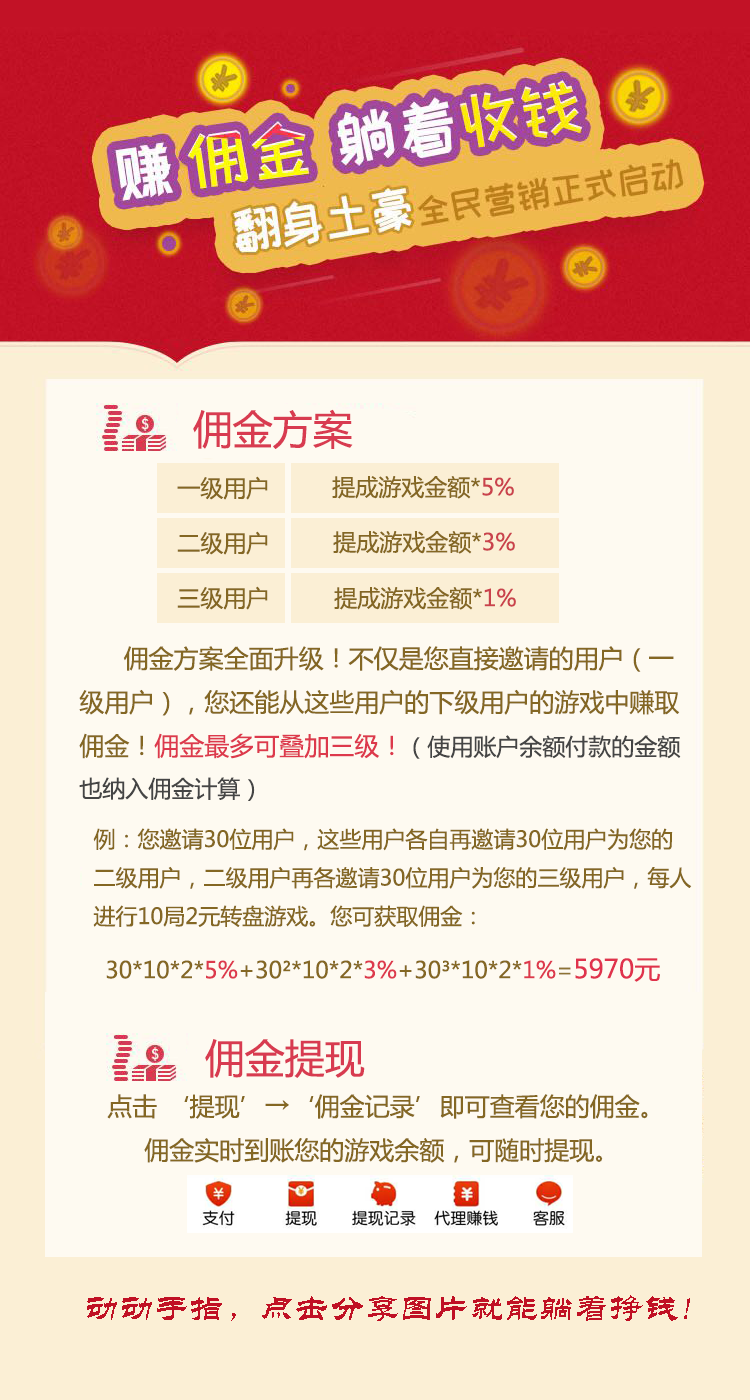 赚佣金 躺着收钱
翻身土豪全民营销正式启动
佣金方案
一级用户 提成游戏金额*5%
二级用户 提成游戏金额*3%
三级用户 提成游戏金额*1%
佣金方案全面升级！不仅是您直接邀请的用户（一
级用户），您还能从这些用户的下级用户的游戏中赚取
佣金！佣金最多可叠加三级！（使用账户余额付款的金额
也纳入佣金计算）
例：您邀请30位用户，这些用户各自再邀请30位用户为您的
二级用户，二级用户再各邀请30位用户为您的三级用户，每人
进行10局2元转盘游戏。您可获取佣金：
30*10*2*5%+30²*10*2*3%+30³*10*2*1%=5970元
佣金提现
点击 ‘提现’→‘佣金记录’ 即可查看您的佣金。
佣金实时到账您的游戏余额，可随时提现。
支付 提现 提现记录 代理赚钱 客服
动动手指，点击分享图片就能躺着挣钱！